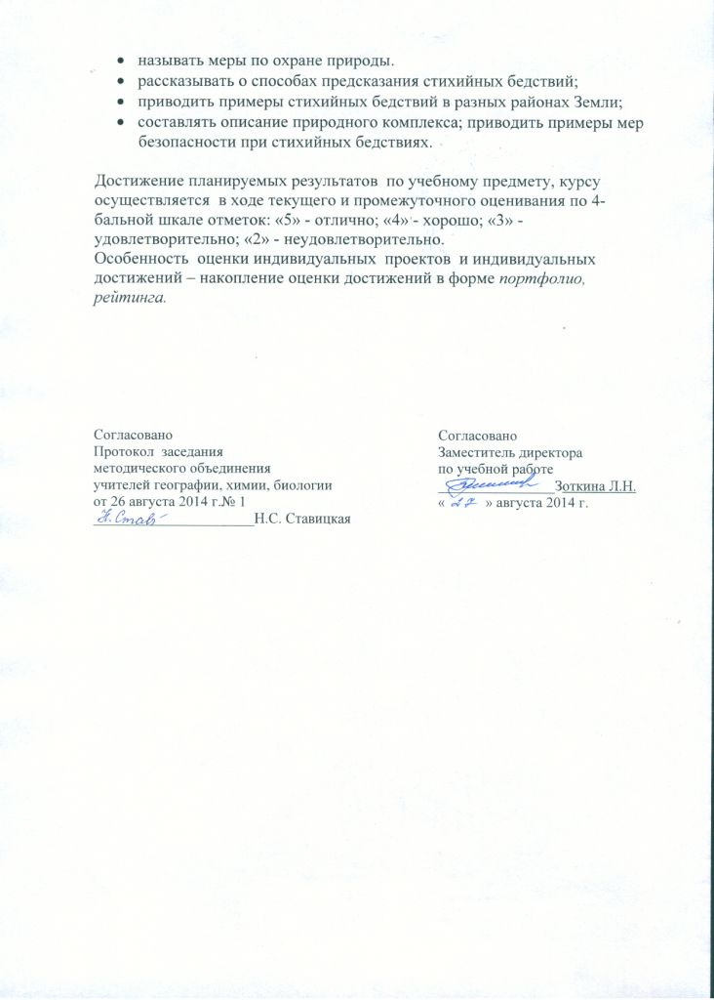 • называть меры по охране природы.
• рассказывать о способах предсказания стихийных бедствий;
• приводить примеры стихийных бедствий в разных районах Земли;
• составлять описание природного комплекса; приводить примеры мер
безопасности при стихийных бедствиях.
Достижение планируемых результатов по учебному предмету, курсу
осуществляется в ходе текущего и промежуточного оценивания по 4-
бальной шкале отметок: «5» - отлично; «4» - хорошо; «3» -
удовлетворительно; «2» - неудовлетворительно.
Особенность оценки индивидуальных проектов и индивидуальных
достижений – накопление оценки достижений в форме портфолио,
рейтинга.
Согласовано
Протокол заседания
методического объединения
учителей географии, химии, биологии
от 26 августа 2014 г.№ 1
Н.Став Н.С. Ставицкая
Согласовано
Заместитель директора
по учебной работе
Зоткина Л.Н.
« 27 » августа 2014 г.